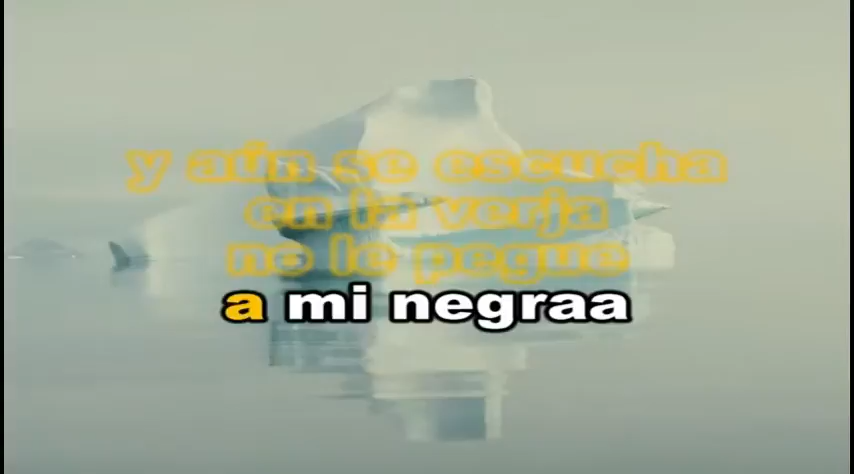 y aún se escucha
en la verja
no le pegue
a mi negraa